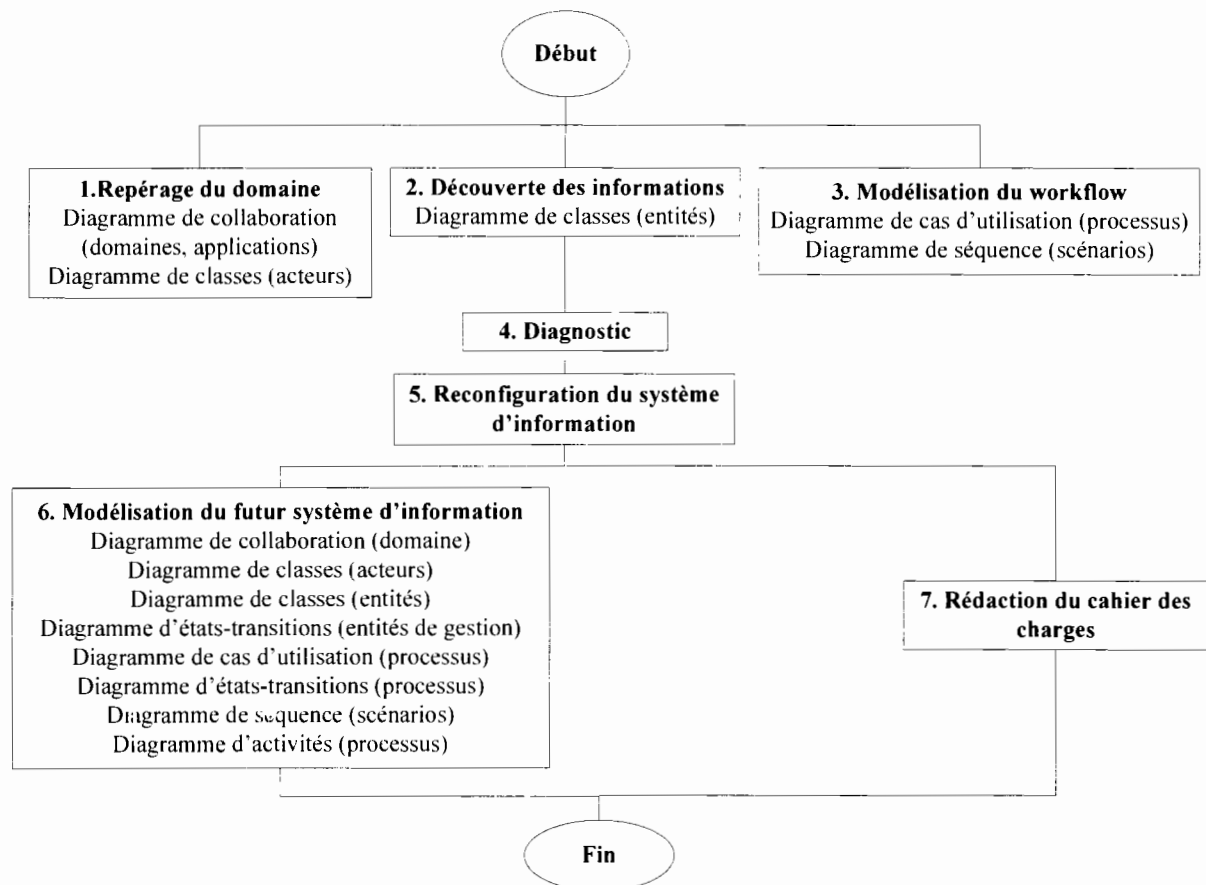 Début
1.Repérage du domaine
Diagramme de collaboration
(domaines, applications)
Diagramme de classes (acteurs)
2. Découverte des informations
Diagramme de classes (entités)
3. Modélisation du workflow
Diagramme de cas d'utilisation (processus)
Diagramme de séquence (scénarios)
4. Diagnostic
5. Reconfiguration du système
d'information
6. Modélisation du futur système d'information
Diagramme de collaboration (domaine)
Diagramme de classes (acteurs)
Diagramme de classes (entités)
Diagramme d'états-transitions (entités de gestion)
Diagramme de cas d'utilisation (processus)
Diagramme d'états-transitions (processus)
Diagramme de séquence (scénarios)
Diagramme d'activités (processus)
7. Rédaction du cahier des
charges
Fin